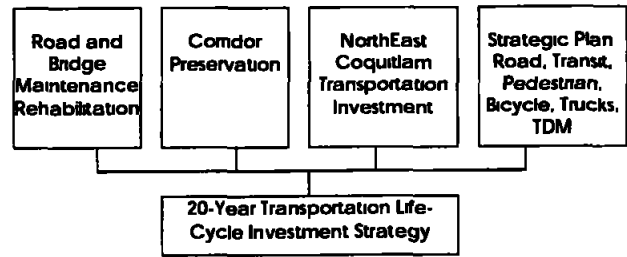 Road and
Bridge
Maintenance
Rehabilitation
Corridor
Preservation
NorthEast
Coquitlam
Transportation
Investment
Strategic Plan
Road, Transit,
Pedestrian,
Bicycle, Trucks,
TDM
20-Year Transportation Life-
Cycle Investment Strategy